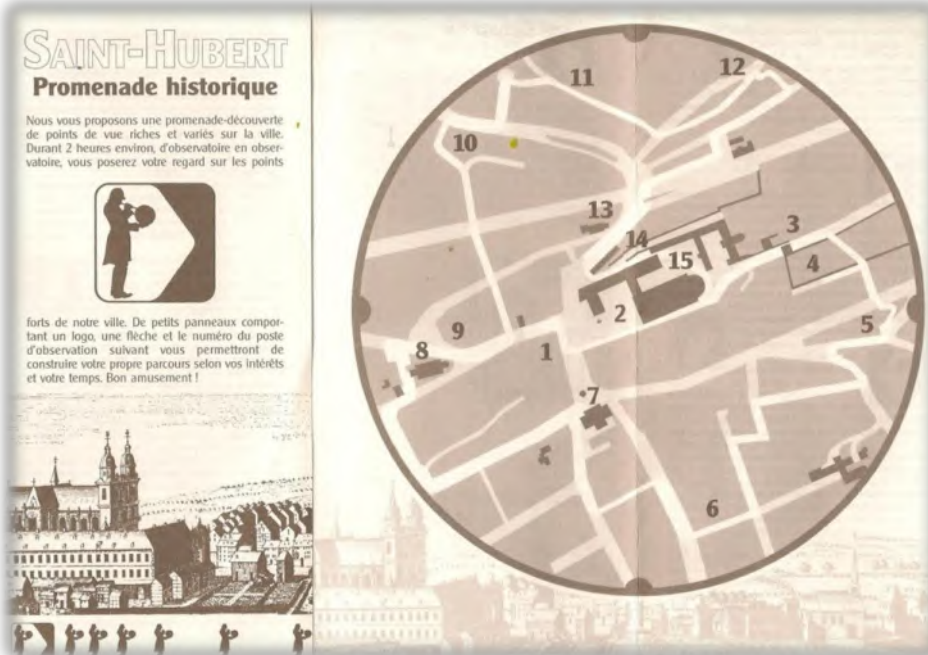 SAINT-HUBERT
Promenade historique
Nous vous proposons une promenade-découverte
de points de vue riches et variés sur la ville.
Durant 2 heures environ, d'observatoire en obser-
vatoire, vous poserez votre regard sur les points
forts de notre ville. De petits panneaux compor-
tant un logo, une flèche et le numéro du poste
d'observation suivant vous permettront de
construire votre propre parcours selon vos intérêts
et votre temps. Bon amusement !
11
12
10
13
14
3
15
4
2
5
9
1
8
7
6